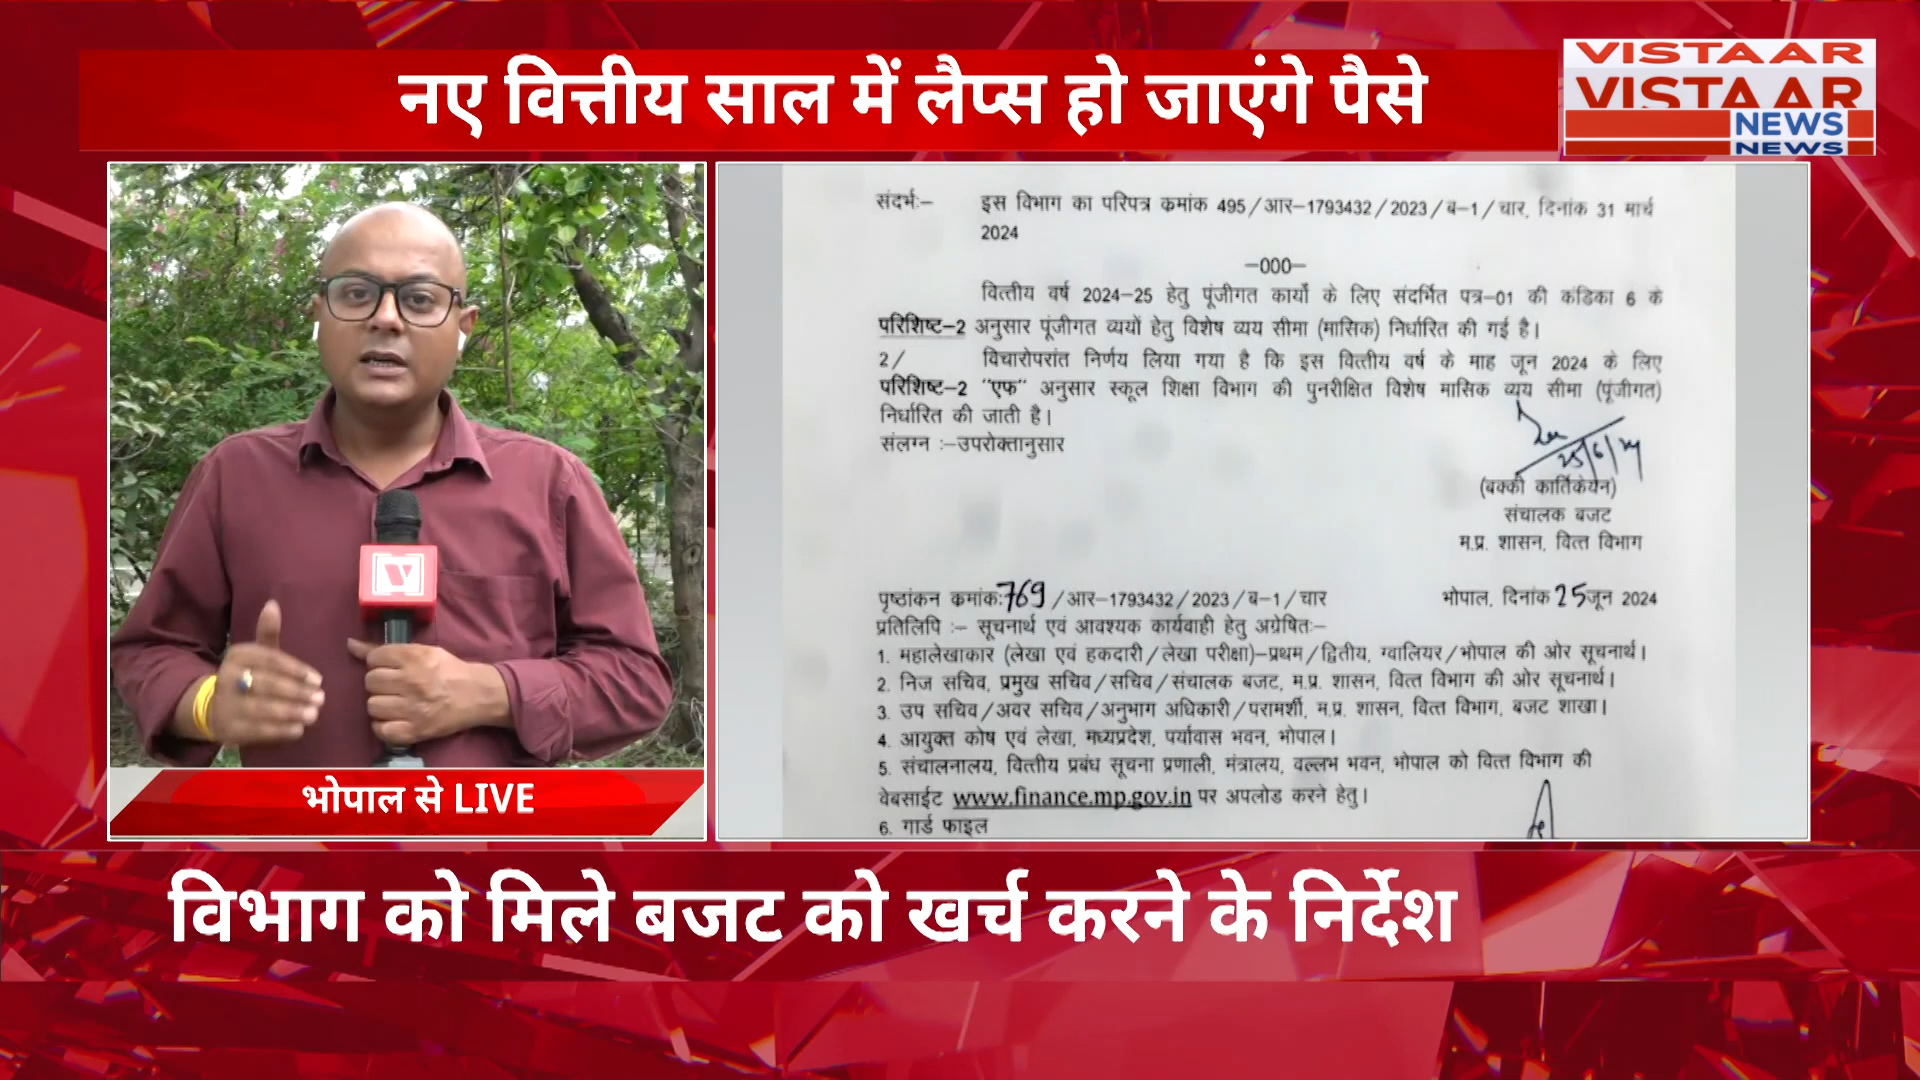 नए वित्तीय साल में लैप्स हो जाएंगे पैसे
VISTAAR
VISTAAR
NEWS
NEWS
संदर्भः– इस विभाग का परिपत्र कमांक 495/आर–1793432/2023/ब–1/चार, दिनांक 31 मार्च
2024
–000–
वित्तीय वर्ष 2024–25 हेतु पूंजीगत कार्यो के लिए संदर्भित पत्र–01 की कंडिका 6 के
परिशिष्ट–2 अनुसार पूंजीगत व्ययों हेतु विशेष व्यय सीमा (मासिक) निर्धारित की गई है।
2/ विचारोपरांत निर्णय लिया गया है कि इस वित्तीय वर्ष के माह जून 2024 के लिए
परिशिष्ट–2 "एफ" अनुसार स्कूल शिक्षा विभाग की पुनरीक्षित विशेष मासिक व्यय सीमा (पूंजीगत)
निर्धारित की जाती है।
संलग्न :–उपरोक्तानुसार
25/6/24
(बक्की कार्तिकेयन)
संचालक बजट
म.प्र. शासन, वित्त विभाग
पृष्ठांकन कमांक:769/आर–1793432/2023/ब–1/चार भोपाल, दिनांक 25जून 2024
प्रतिलिपि :– सूचनार्थ एवं आवश्यक कार्यवाही हेतु अग्रेषितः–
1. महालेखाकार (लेखा एवं हकदारी/लेखा परीक्षा)–प्रथम/द्वितीय, ग्वालियर/भोपाल की ओर सूचनार्थ।
2. निज सचिव, प्रमुख सचिव/सचिव/संचालक बजट, म.प्र. शासन, वित्त विभाग की ओर सूचनार्थ।
3. उप सचिव/अवर सचिव/अनुभाग अधिकारी/परामर्शी, म.प्र. शासन, वित्त विभाग, बजट शाखा।
4. आयुक्त कोष एवं लेखा, मध्यप्रदेश, पर्यावास भवन, भोपाल।
5. संचालनालय, वित्तीय प्रबंध सूचना प्रणाली, मंत्रालय, वल्लभ भवन, भोपाल को वित्त विभाग की
वेबसाईट www.finance.mp.gov.in पर अपलोड करने हेतु।
6. गार्ड फाइल
V
भोपाल से LIVE
विभाग को मिले बजट को खर्च करने के निर्देश